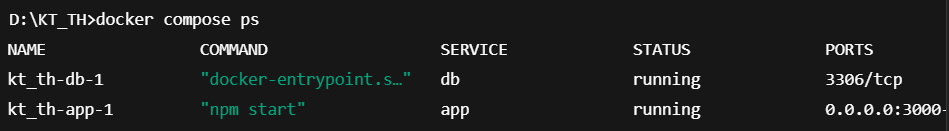 D:\KT_TH>docker compose ps
NAME COMMAND SERVICE STATUS PORTS
kt_th-db-1 "docker-entrypoint.s…" db running 3306/tcp
kt_th-app-1 "npm start" app running 0.0.0.0:3000-